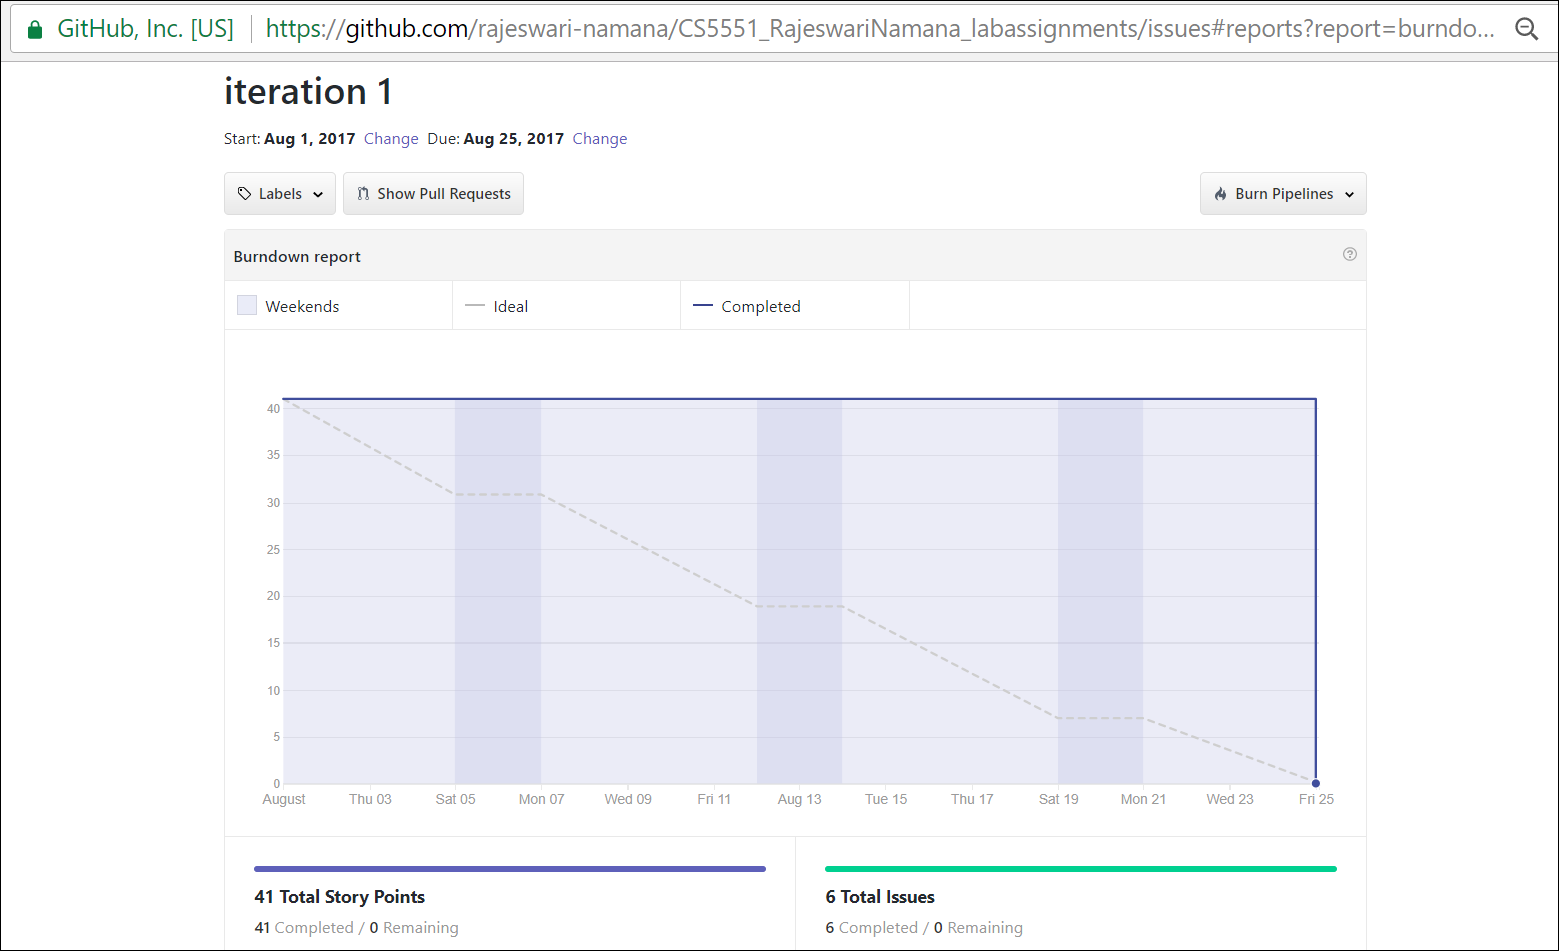 GitHub, Inc. [US] https://github.com/rajeswari-namana/CS5551_RajeswariNamana_labassignments/issues#reports?report=burndo...
iteration 1
Start: Aug 1, 2017 Change Due: Aug 25, 2017 Change
Labels Show Pull Requests Burn Pipelines
Burndown report
Weekends Ideal Completed
40
35
30
25
20
15
10
5
0
August Thu 03 Sat 05 Mon 07 Wed 09 Fri 11 Aug 13 Tue 15 Thu 17 Sat 19 Mon 21 Wed 23 Fri 25
41 Total Story Points 6 Total Issues
41 Completed / 0 Remaining 6 Completed / 0 Remaining